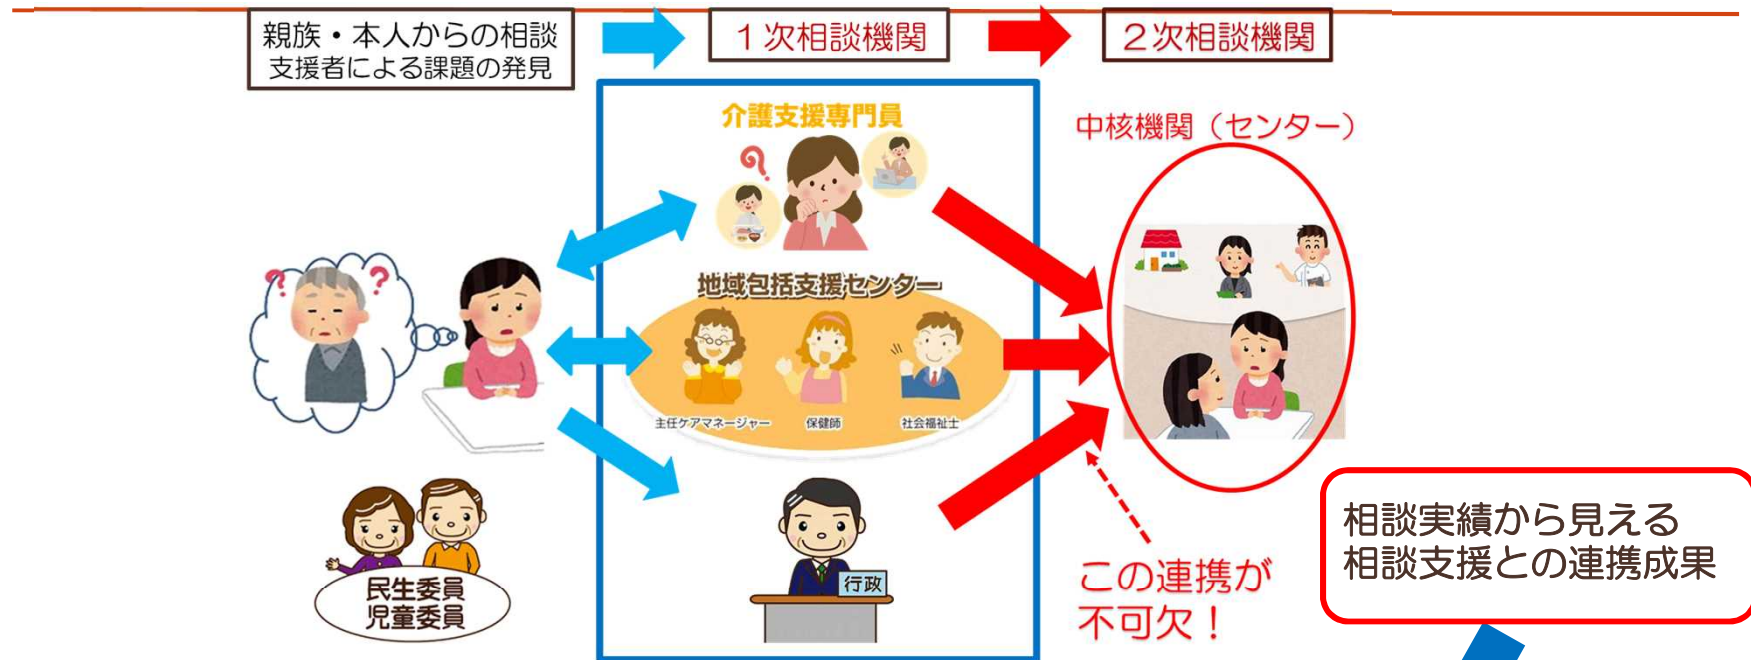 親族・本人からの相談
支援者による課題の発見
１次相談機関
２次相談機関
介護支援専門員
中核機関（センター）
?
? ?
地域包括支援センター
主任ケアマネージャー
保健師
社会福祉士
民生委員
児童委員
行政
この連携が
不可欠！
相談実績から見える
相談支援との連携成果